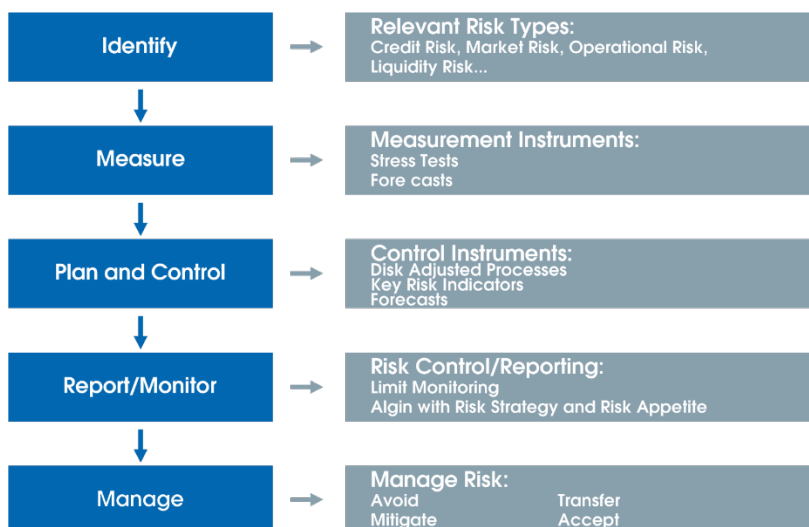 Identify
Relevant Risk Types:
Credit Risk, Market Risk, Operational Risk,
Liquidity Risk...
Measure
Measurement Instruments:
Stress Tests
Fore casts
Plan and Control
Control Instruments:
Disk Adjusted Processes
Key Risk Indicators
Forecasts
Report/Monitor
Risk Control/Reporting:
Limit Monitoring
Algin with Risk Strategy and Risk Appetite
Manage
Manage Risk:
Avoid Transfer
Mitigate Accept